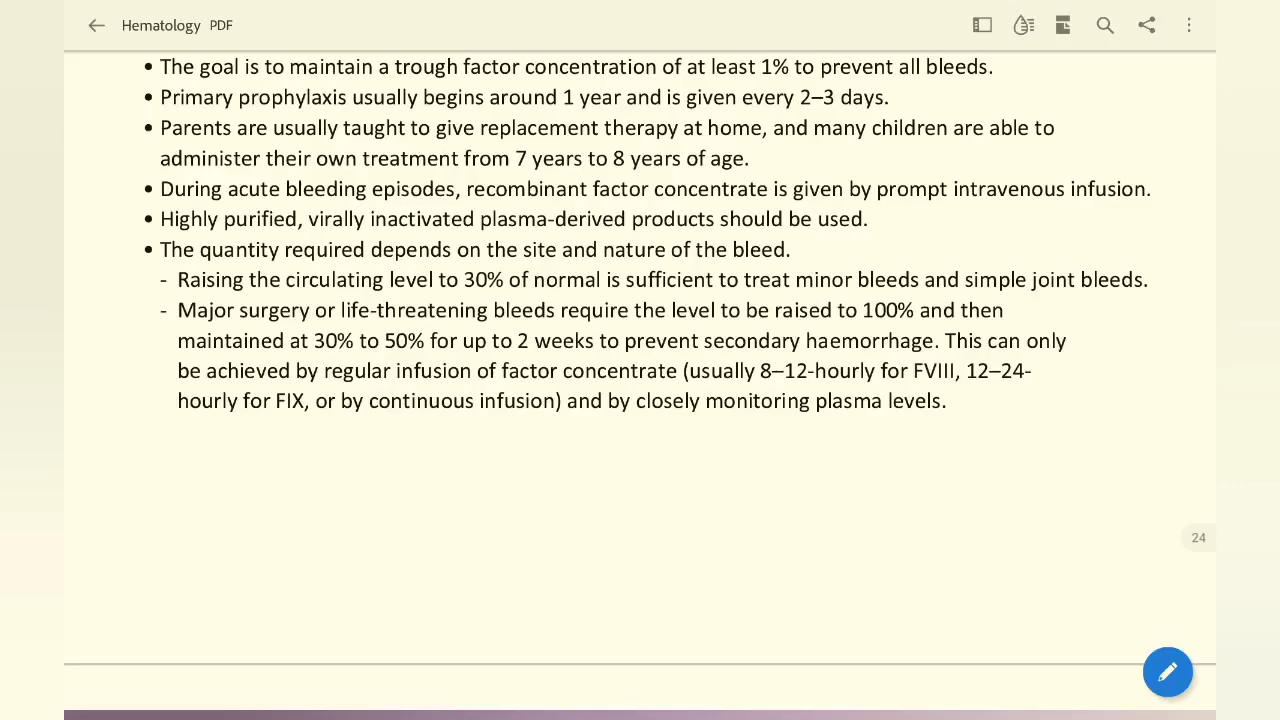 Hematology PDF
• The goal is to maintain a trough factor concentration of at least 1% to prevent all bleeds.
• Primary prophylaxis usually begins around 1 year and is given every 2–3 days.
• Parents are usually taught to give replacement therapy at home, and many children are able to
administer their own treatment from 7 years to 8 years of age.
• During acute bleeding episodes, recombinant factor concentrate is given by prompt intravenous infusion.
• Highly purified, virally inactivated plasma-derived products should be used.
• The quantity required depends on the site and nature of the bleed.
- Raising the circulating level to 30% of normal is sufficient to treat minor bleeds and simple joint bleeds.
- Major surgery or life-threatening bleeds require the level to be raised to 100% and then
maintained at 30% to 50% for up to 2 weeks to prevent secondary haemorrhage. This can only
be achieved by regular infusion of factor concentrate (usually 8–12-hourly for FVIII, 12–24-
hourly for FIX, or by continuous infusion) and by closely monitoring plasma levels.
24